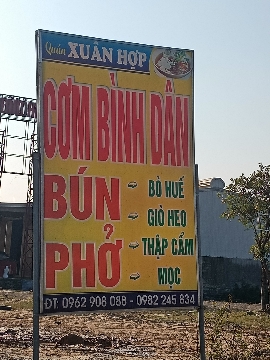 Quán XUÂN HỢP
CƠM BÌNH DÂN
BÚN - BÒ HUẾ
- GIÒ HEO
PHỞ - THẬP CẨM
- MỌC
ĐT: 0962 908 088 - 0982 245 834